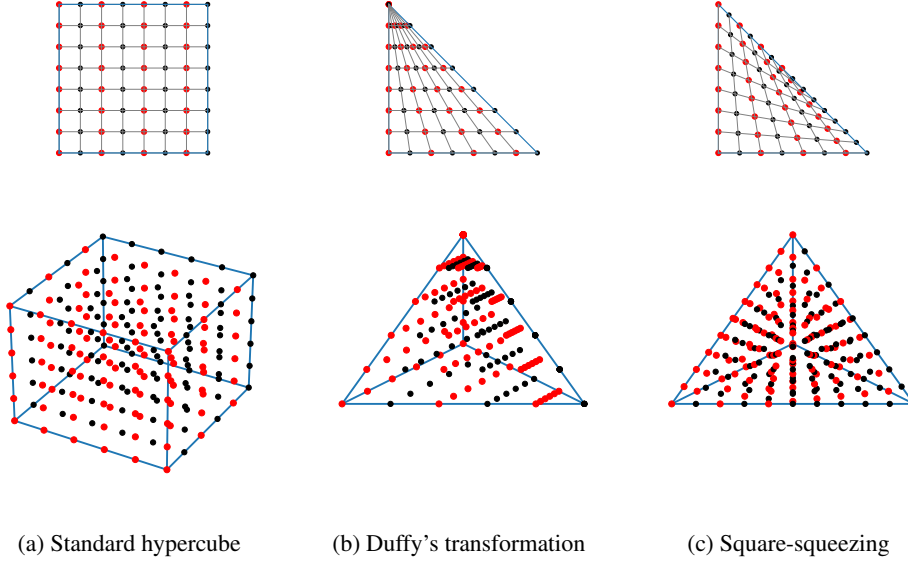 (a) Standard hypercube
(b) Duffy's transformation
(c) Square-squeezing